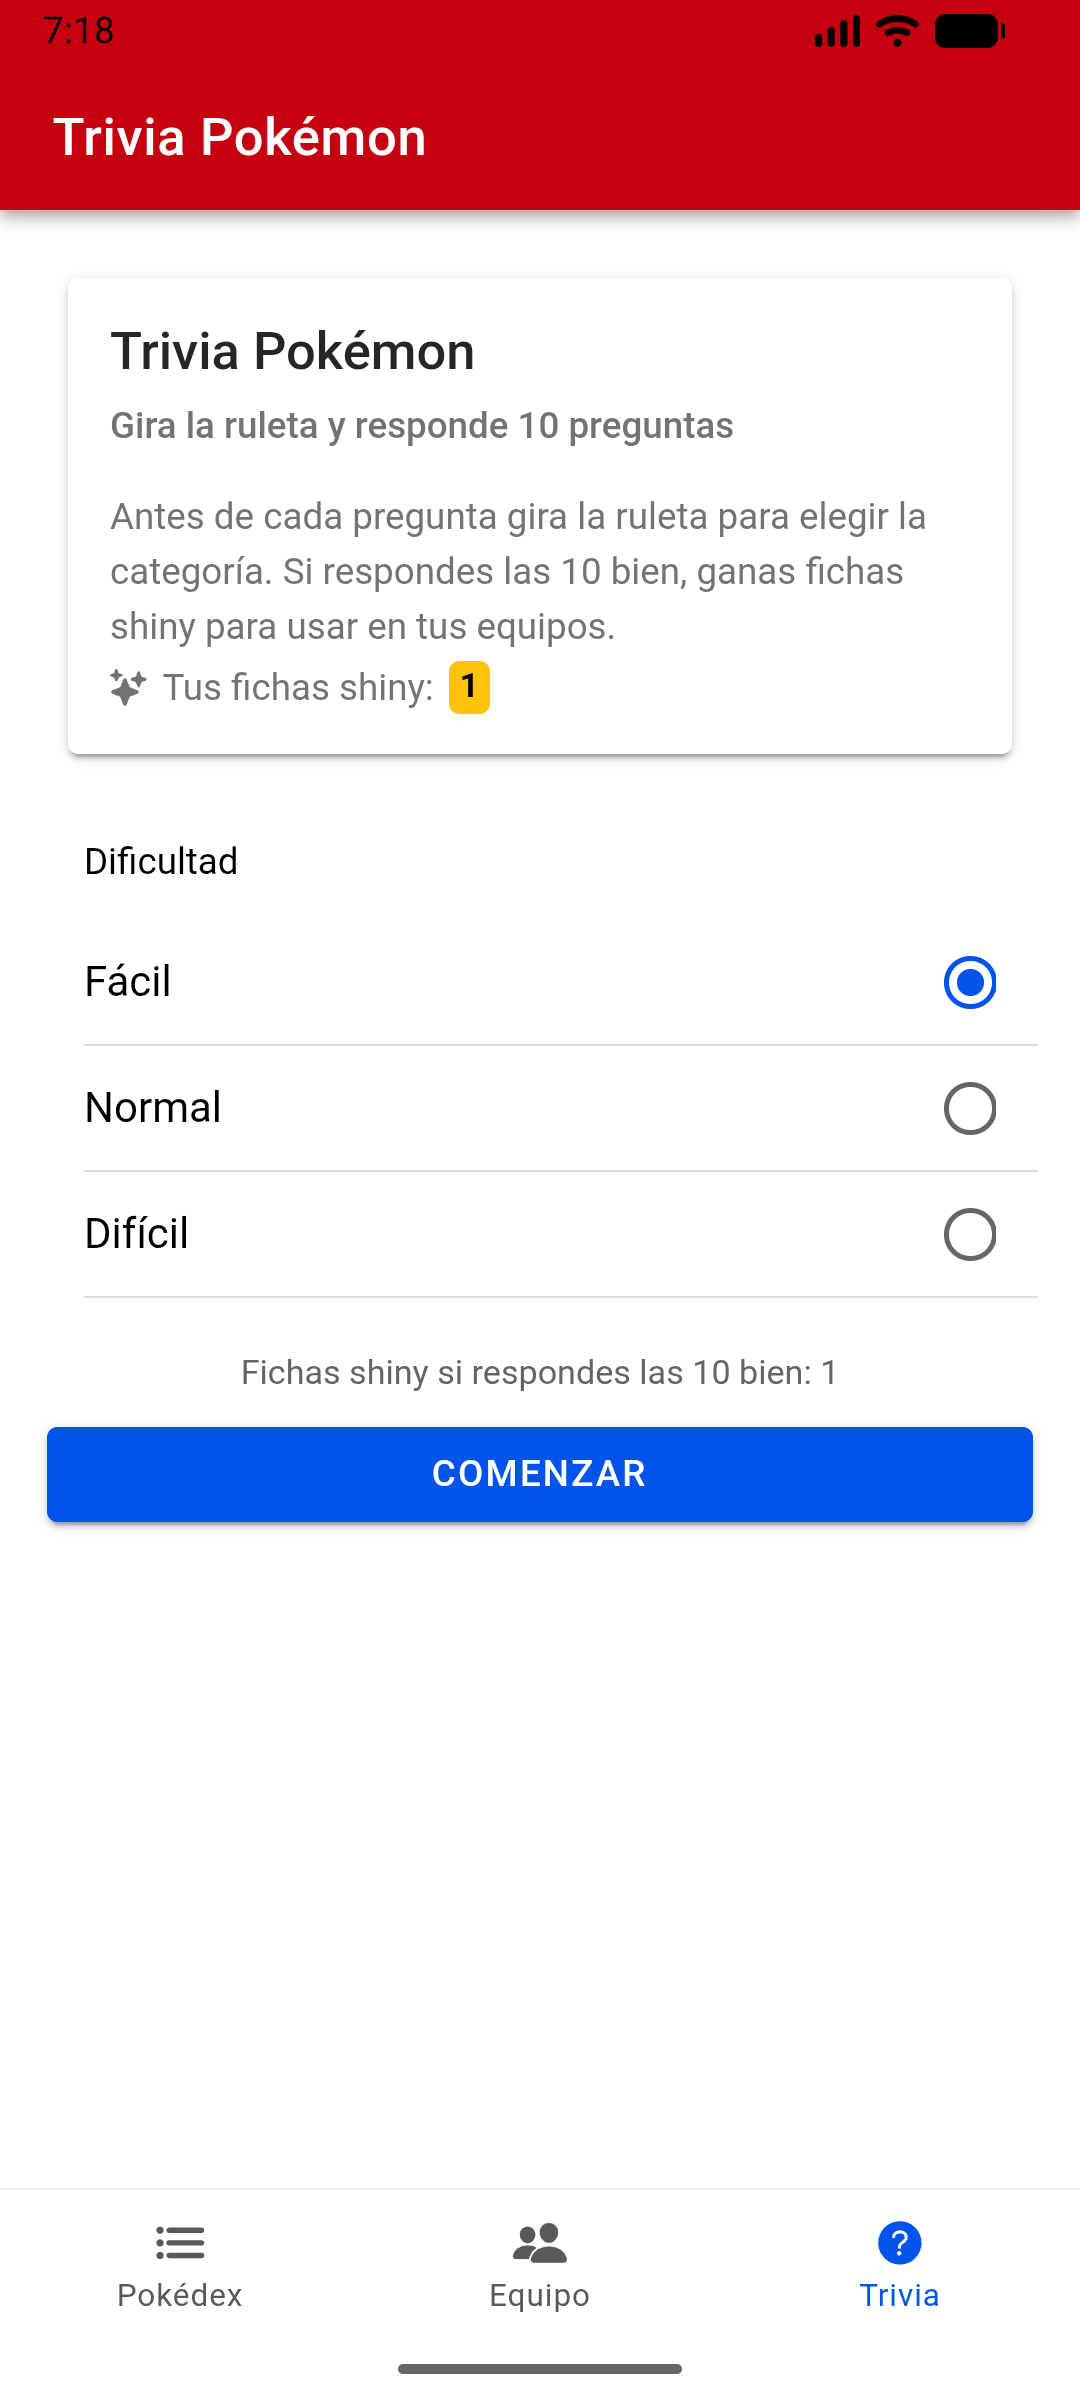 7:18
Trivia Pokémon
Trivia Pokémon
Gira la ruleta y responde 10 preguntas
Antes de cada pregunta gira la ruleta para elegir la
categoría. Si respondes las 10 bien, ganas fichas
shiny para usar en tus equipos.
Tus fichas shiny: 1
Dificultad
Fácil
Normal
Difícil
Fichas shiny si respondes las 10 bien: 1
COMENZAR
Pokédex
Equipo
Trivia